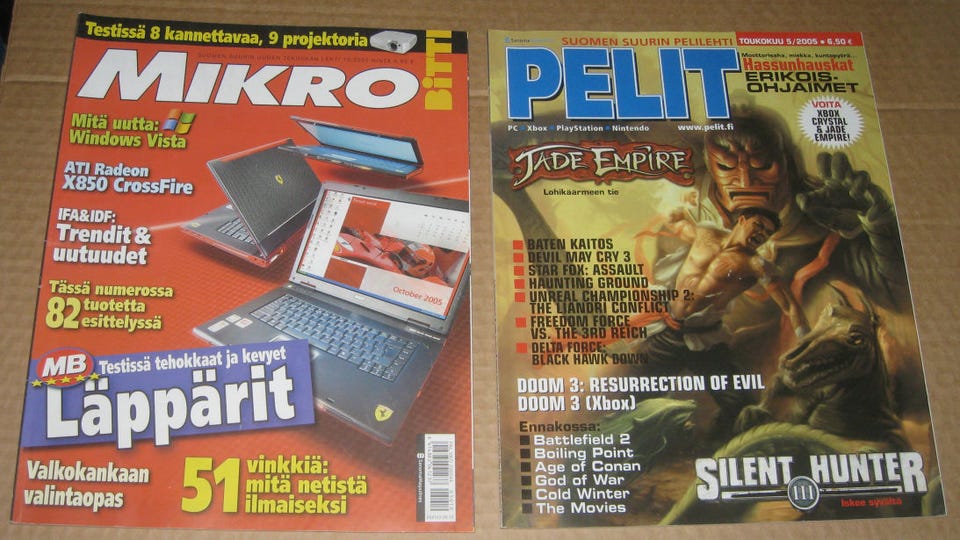 Testissä 8 kannettavaa, 9 projektoria
MIKRO
BITTI
Mitä uutta:
Windows Vista
ATI Radeon
X850 CrossFire
IFA&IDF:
Trendit &
uutuudet
Tässä numerossa
82 tuotetta
esittelyssä
October 2005
MB
Testissä tehokkaat ja kevyet
Läppärit
Valkokankaan
valintaopas
51 vinkkiä:
mitä netistä
ilmaiseksi
SUOMEN SUURIN PELILEHTI
TOUKOKUU 5/2005 • 6,50 €
PELIT
PC Xbox PlayStation Nintendo
www.pelit.fi
Moottorisaha, miekka, kuntopyörä...
Hassunhauskat
ERIKOIS-
OHJAIMET
VOITA
XBOX
CRYSTAL
& JADE
EMPIRE!
JADE EMPIRE
Lohikäärmeen tie
BATEN KAITOS
DEVIL MAY CRY 3
STAR FOX: ASSAULT
HAUNTING GROUND
UNREAL CHAMPIONSHIP 2:
THE LIANDRI CONFLICT
FREEDOM FORCE
VS. THE 3RD REICH
DELTA FORCE:
BLACK HAWK DOWN
DOOM 3: RESURRECTION OF EVIL
DOOM 3 (Xbox)
Ennakossa:
Battlefield 2
Boiling Point
Age of Conan
God of War
Cold Winter
The Movies
SILENT HUNTER
III
Iskee syvältä